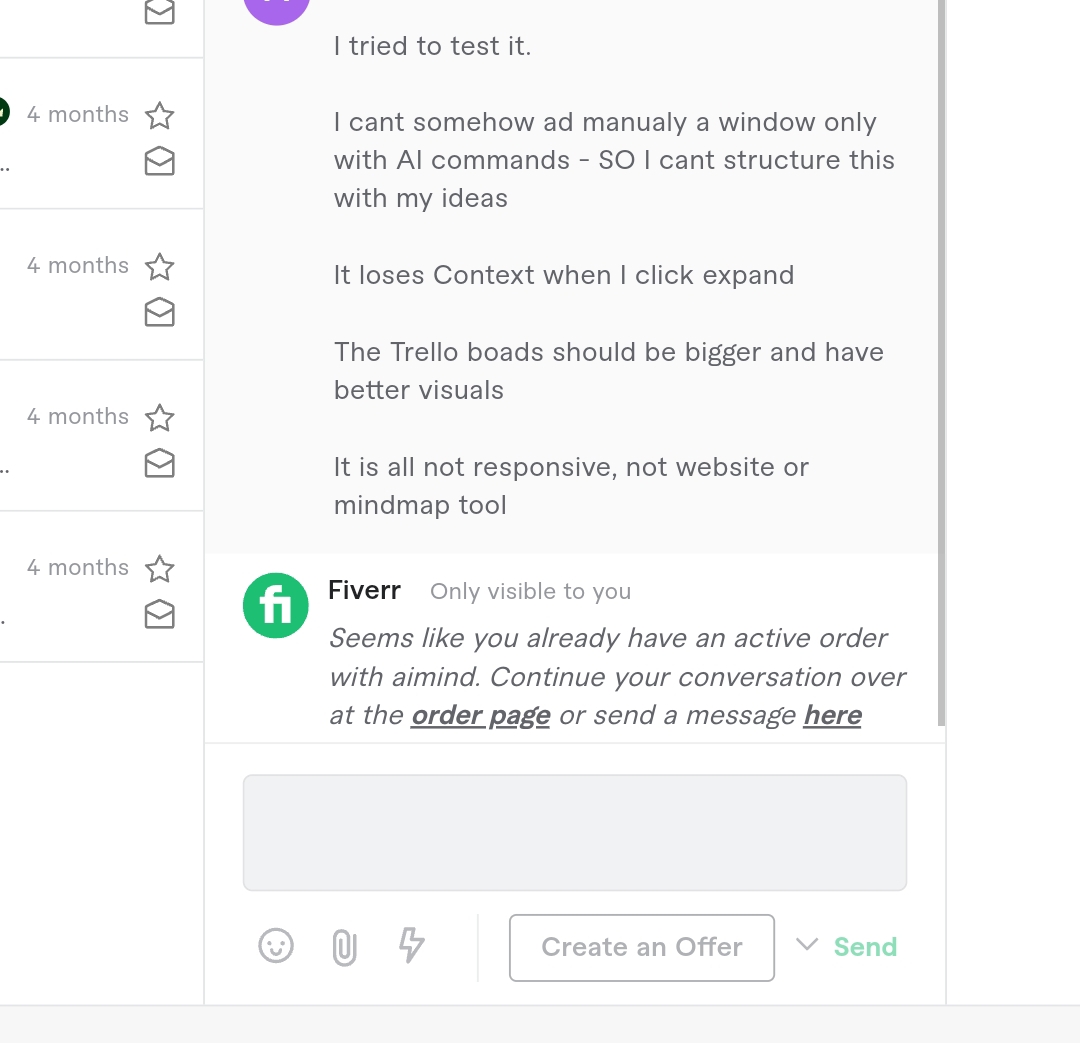 I tried to test it.
4 months
I cant somehow ad manualy a window only
with AI commands - SO I cant structure this
with my ideas
..
4 months
It loses Context when I click expand
The Trello boads should be bigger and have
better visuals
4 months
..
It is all not responsive, not website or
mindmap tool
4 months
.
Fiverr Only visible to you
Seems like you already have an active order
with aimind. Continue your conversation over
at the order page or send a message here
Create an Offer
Send